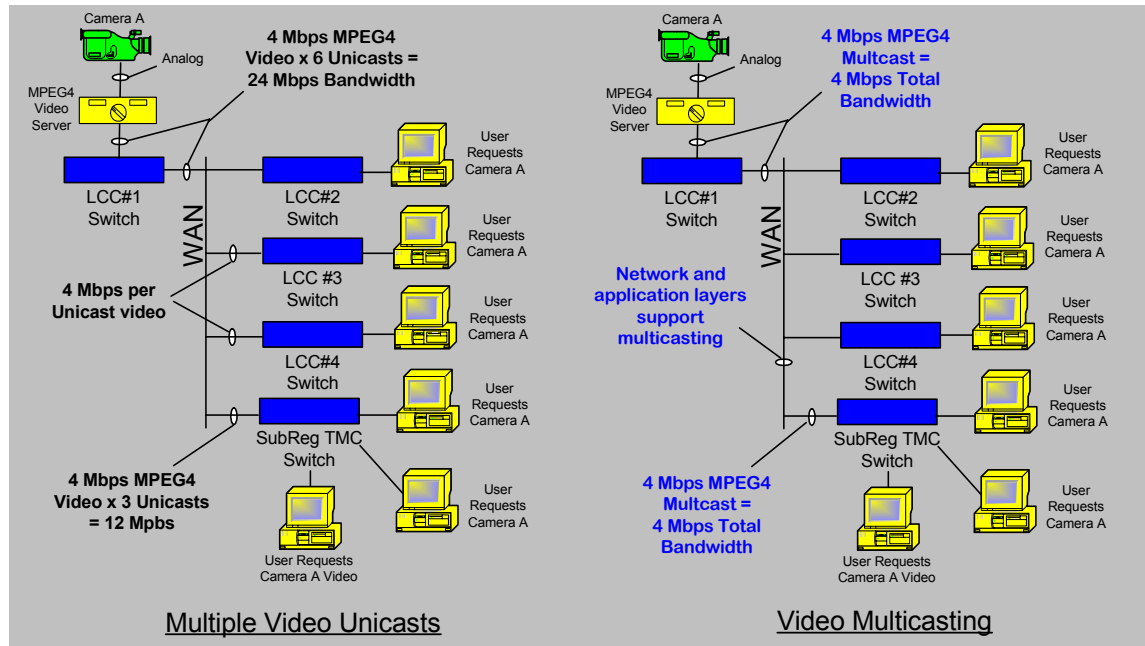 Camera A
Analog
MPEG4
Video
Server
4 Mbps MPEG4
Video x 6 Unicasts =
24 Mbps Bandwidth
LCC#1
Switch
WAN
LCC#2
Switch
User
Requests
Camera A
LCC #3
Switch
User
Requests
Camera A
4 Mbps per
Unicast video
LCC#4
Switch
User
Requests
Camera A
SubReg TMC
Switch
User
Requests
Camera A
4 Mbps MPEG4
Video x 3 Unicasts
= 12 Mpbs
User
Requests
Camera A
User Requests
Camera A Video
Multiple Video Unicasts
Camera A
Analog
MPEG4
Video
Server
4 Mbps MPEG4
Multcast =
4 Mbps Total
Bandwidth
LCC#1
Switch
WAN
LCC#2
Switch
User
Requests
Camera A
LCC #3
Switch
User
Requests
Camera A
Network and
application layers
support
multicasting
LCC#4
Switch
User
Requests
Camera A
SubReg TMC
Switch
User
Requests
Camera A
4 Mbps MPEG4
Multcast =
4 Mbps Total
Bandwidth
User
Requests
Camera A
User Requests
Camera A Video
Video Multicasting